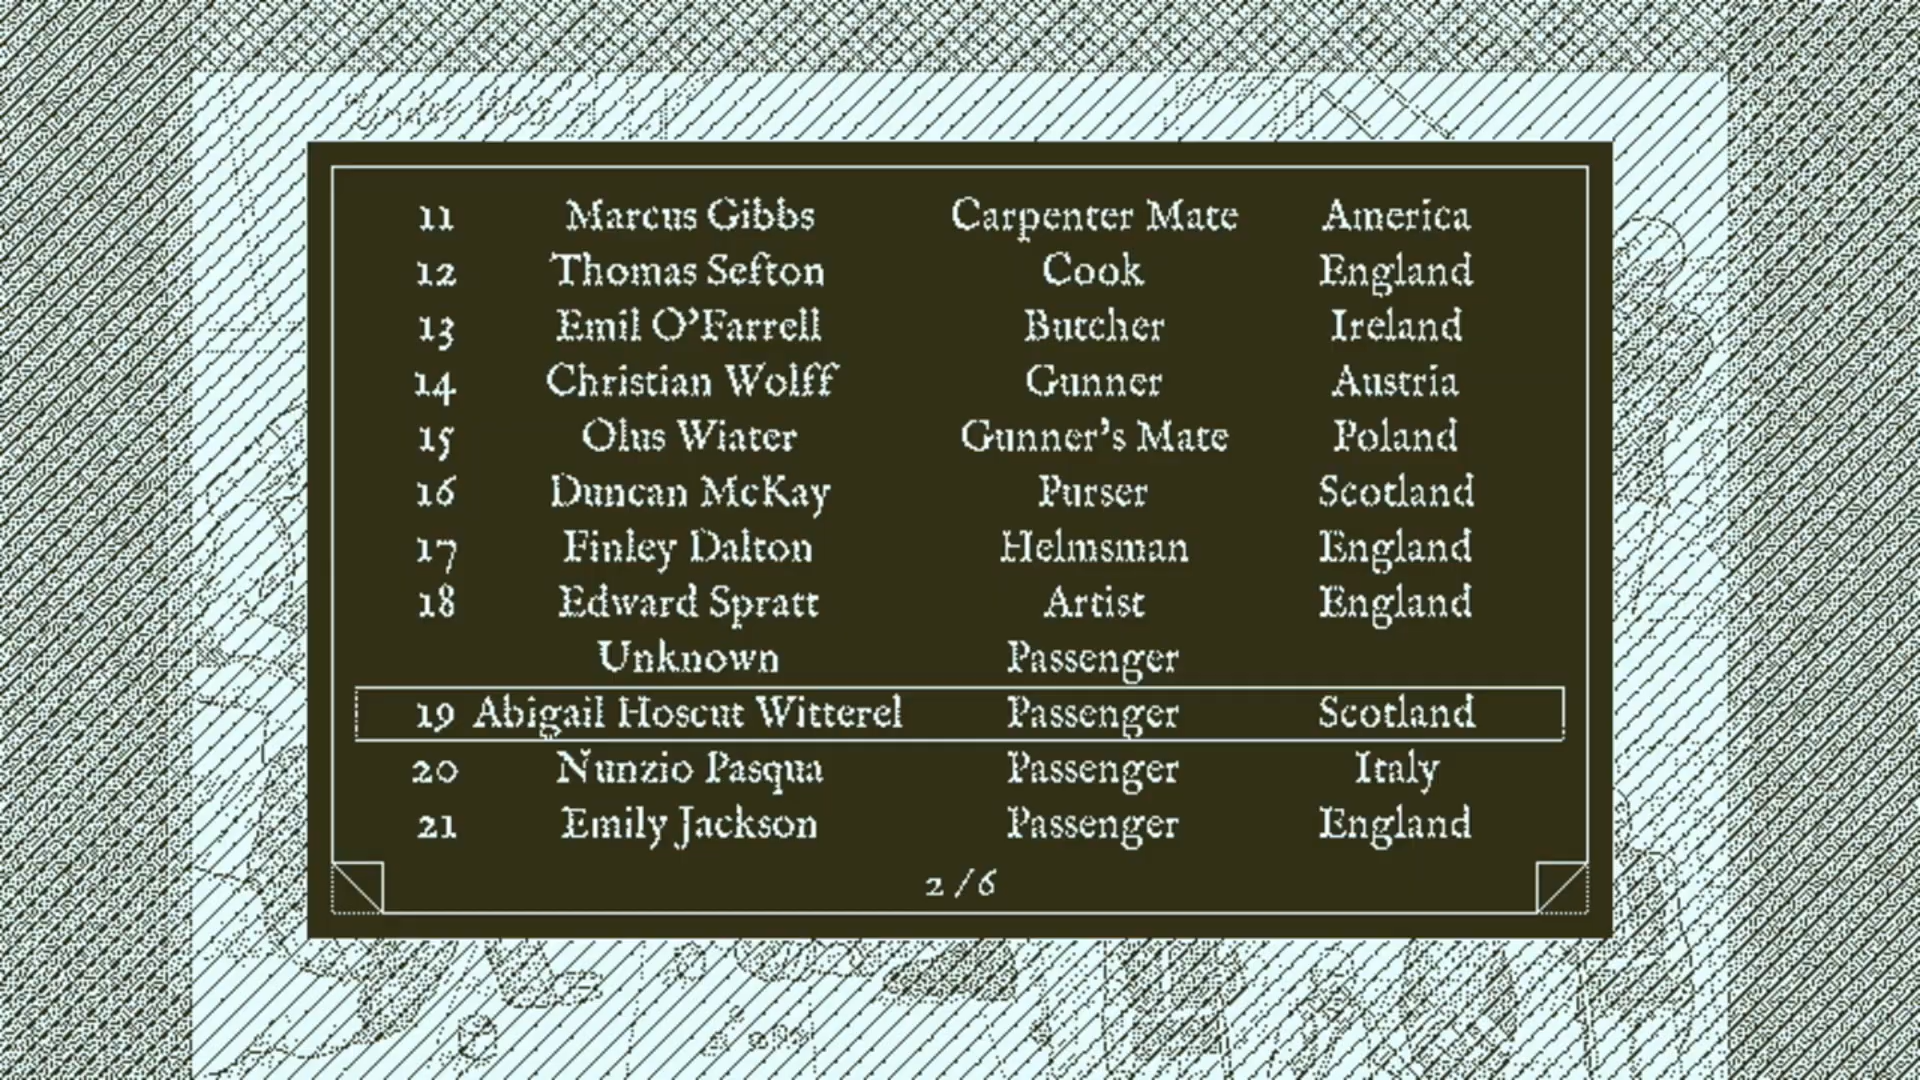 11 Marcus Gibbs Carpenter Mate America
12 Thomas Sefton Cook England
13 Emil O'Farrell Butcher Ireland
14 Christian Wolff Gunner Austria
15 Olus Wiater Gunner's Mate Poland
16 Duncan McKay Purser Scotland
17 Finley Dalton Helmsman England
18 Edward Spratt Artist England
Unknown Passenger
19 Abigail Hoscut Witterel Passenger Scotland
20 Nunzio Pasqua Passenger Italy
21 Emily Jackson Passenger England
2 / 6